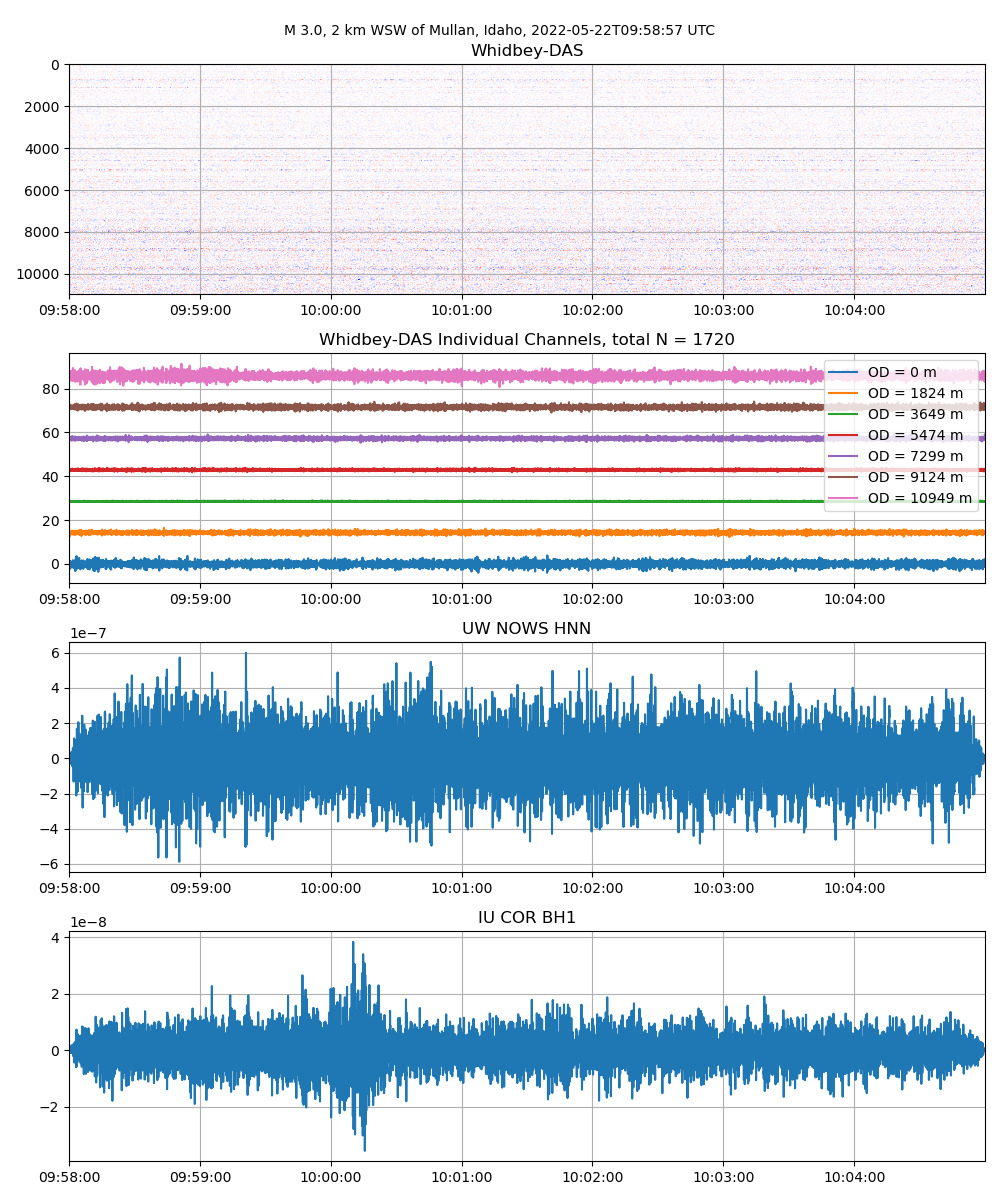 M 3.0, 2 km WSW of Mullan, Idaho, 2022-05-22T09:58:57 UTC
Whidbey-DAS
0
2000
4000
6000
8000
10000
09:58:00 09:59:00 10:00:00 10:01:00 10:02:00 10:03:00 10:04:00
Whidbey-DAS Individual Channels, total N = 1720
80
60
40
20
0
OD = 0 m
OD = 1824 m
OD = 3649 m
OD = 5474 m
OD = 7299 m
OD = 9124 m
OD = 10949 m
09:58:00 09:59:00 10:00:00 10:01:00 10:02:00 10:03:00 10:04:00
1e−7
UW NOWS HNN
6
4
2
0
−2
−4
−6
09:58:00 09:59:00 10:00:00 10:01:00 10:02:00 10:03:00 10:04:00
1e−8
IU COR BH1
4
2
0
−2
09:58:00 09:59:00 10:00:00 10:01:00 10:02:00 10:03:00 10:04:00